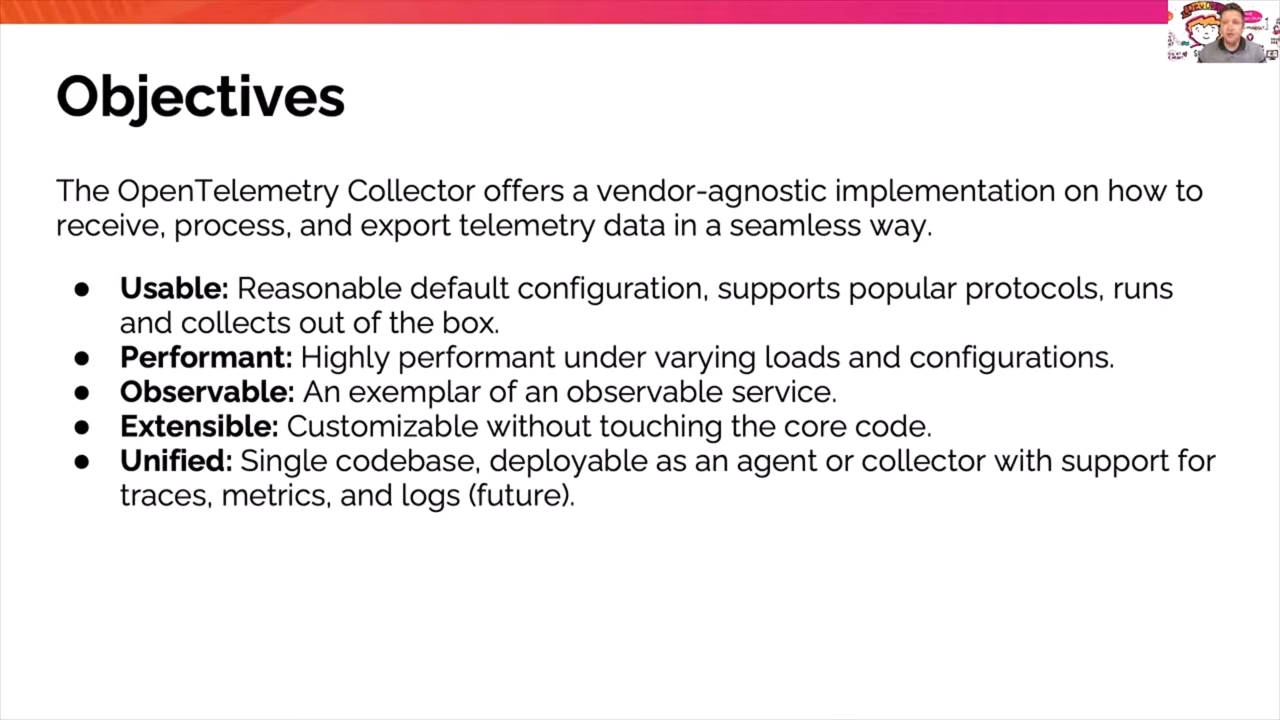 Objectives
The OpenTelemetry Collector offers a vendor-agnostic implementation on how to
receive, process, and export telemetry data in a seamless way.
● Usable: Reasonable default configuration, supports popular protocols, runs
and collects out of the box.
● Performant: Highly performant under varying loads and configurations.
● Observable: An exemplar of an observable service.
● Extensible: Customizable without touching the core code.
● Unified: Single codebase, deployable as an agent or collector with support for
traces, metrics, and logs (future).